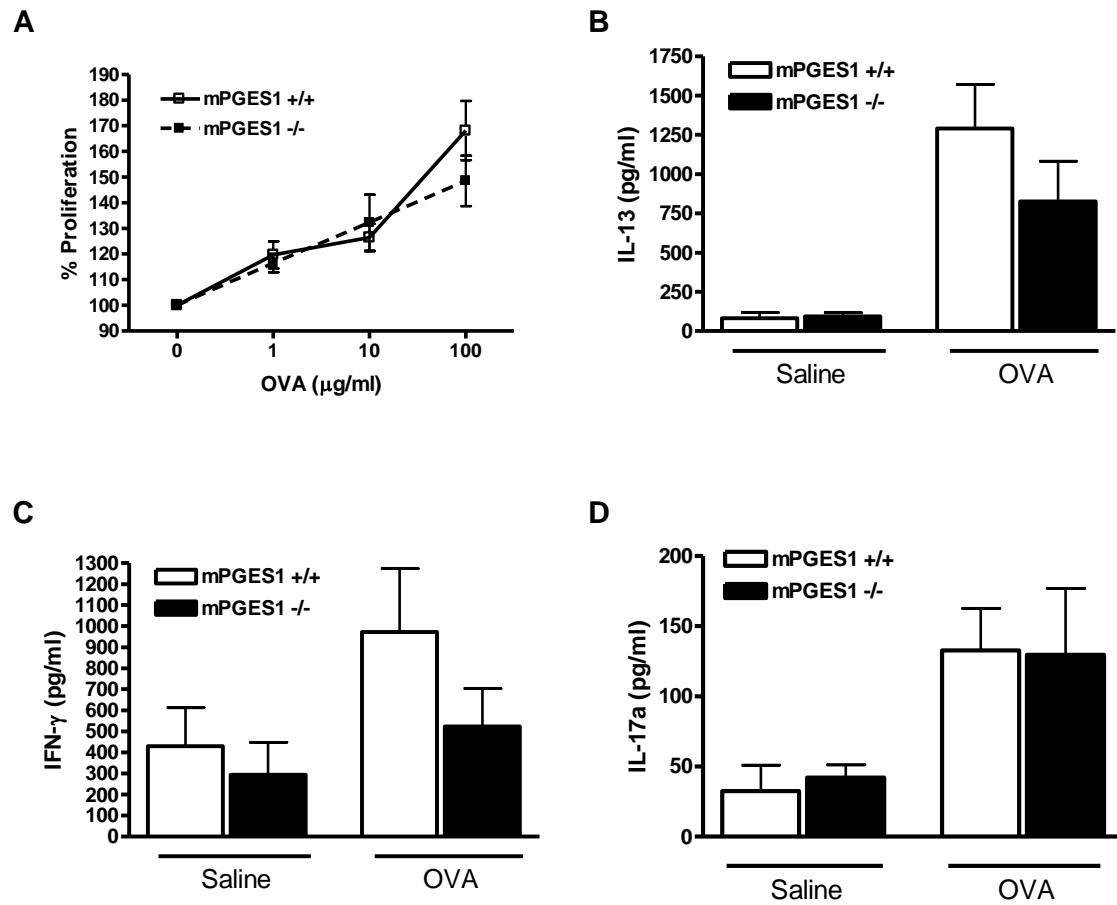 A
% Proliferation
190
180
170
160
150
140
130
120
110
100
90
mPGES1 +/+
mPGES1 -/-
0 1 10 100
OVA (μg/ml)
B
IL-13 (pg/ml)
1750
1500
1250
1000
750
500
250
0
mPGES1 +/+
mPGES1 -/-
Saline OVA
C
IFN-γ (pg/ml)
1300
1200
1100
1000
900
800
700
600
500
400
300
200
100
0
mPGES1 +/+
mPGES1 -/-
Saline OVA
D
IL-17a (pg/ml)
200
150
100
50
0
mPGES1 +/+
mPGES1 -/-
Saline OVA